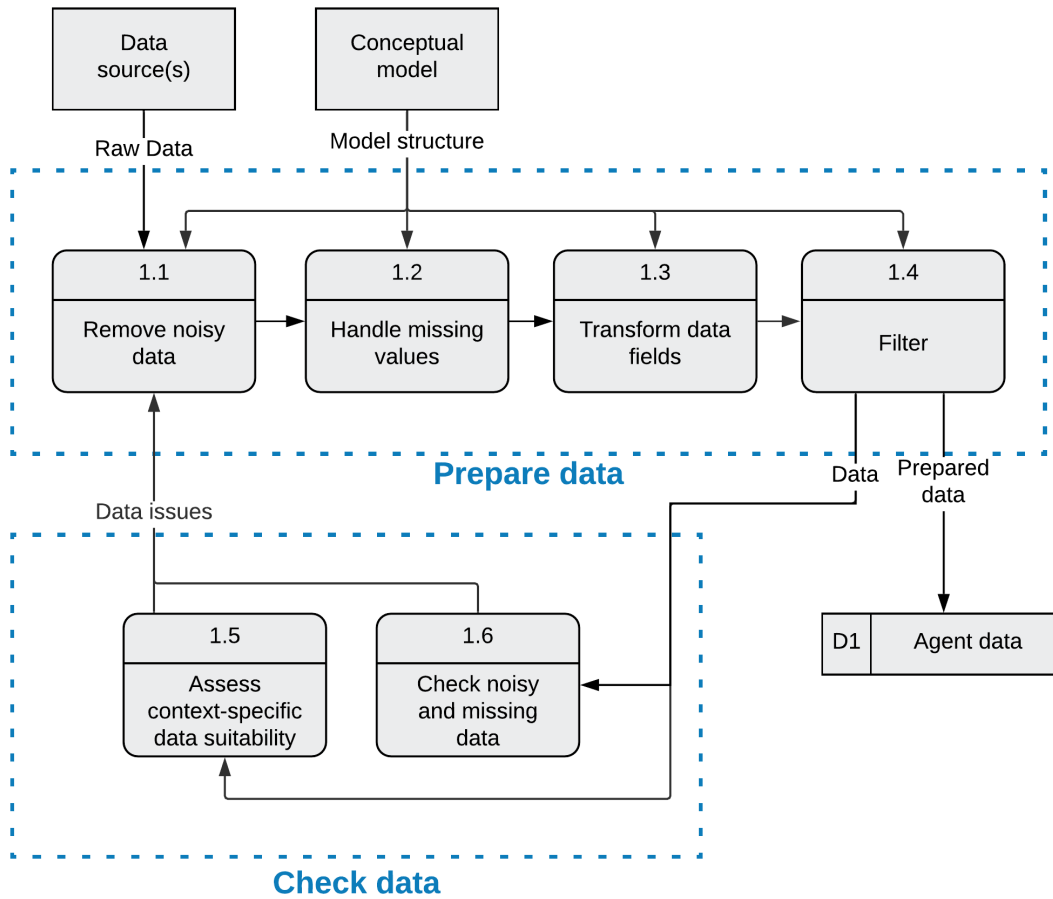 Data
source(s)
Conceptual
model
Raw Data
Model structure
1.1
Remove noisy
data
1.2
Handle missing
values
1.3
Transform data
fields
1.4
Filter
Prepare data
Data
Prepared
data
Data issues
1.5
Assess
context-specific
data suitability
1.6
Check noisy
and missing
data
D1
Agent data
Check data